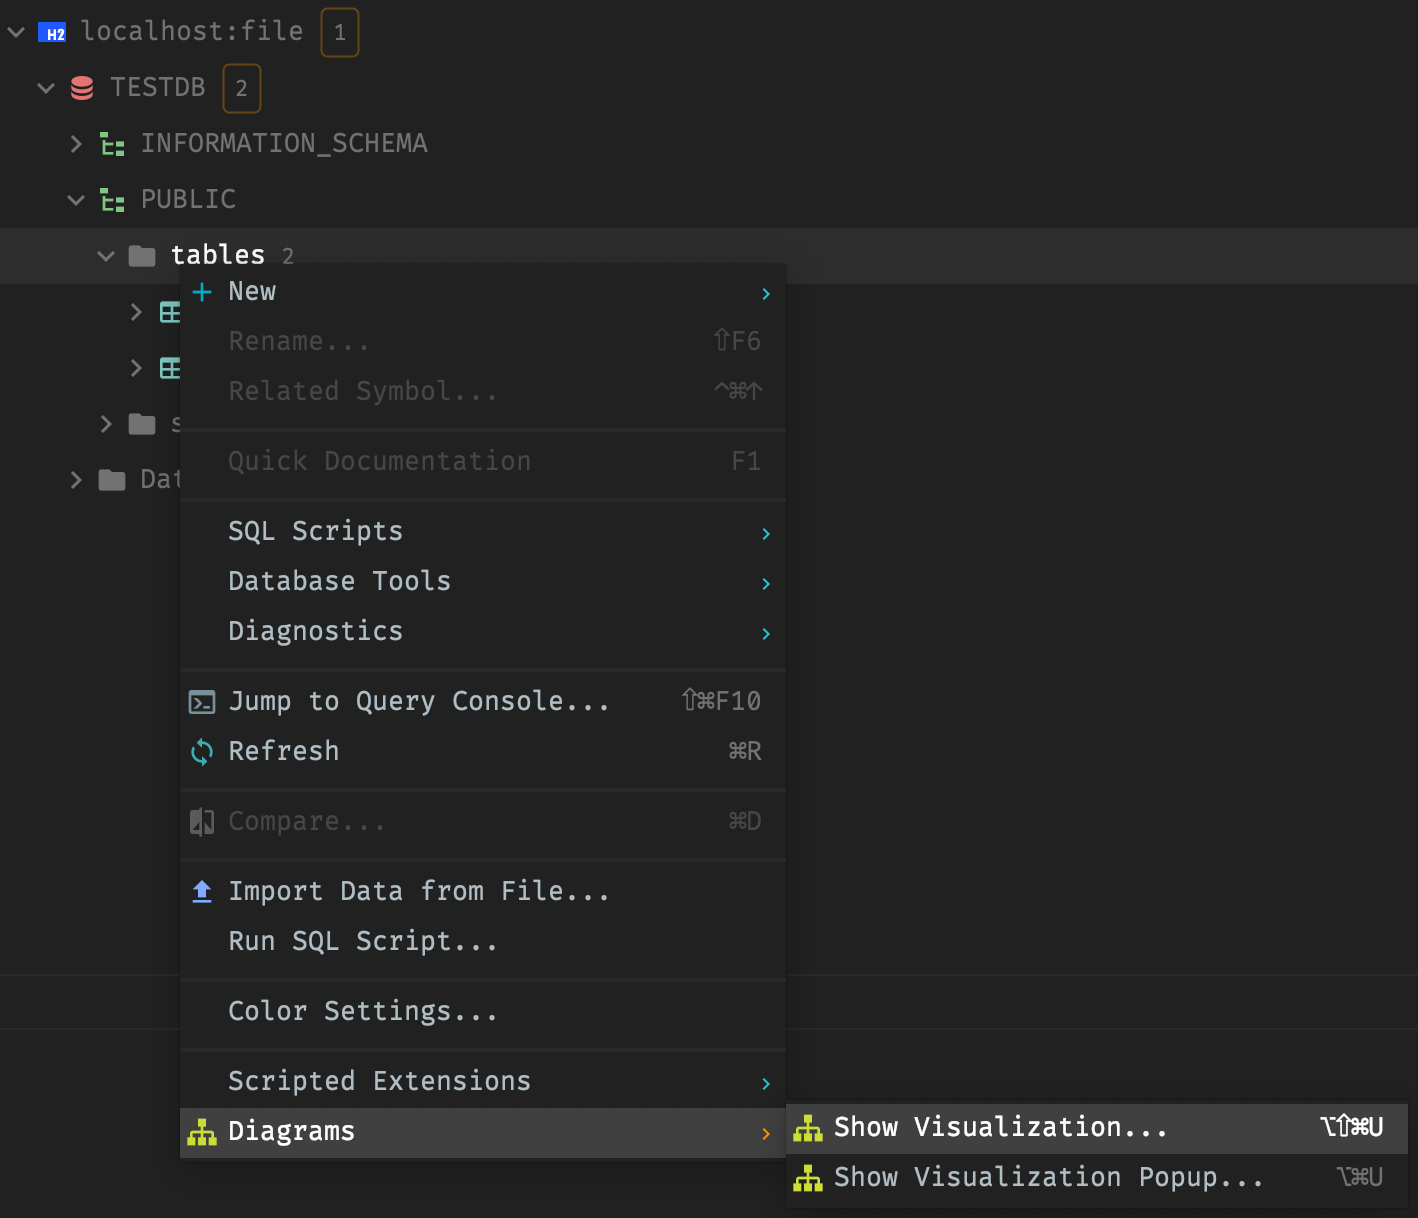 H2 localhost:file 1
TESTDB 2
INFORMATION_SCHEMA
PUBLIC
tables 2
New
Rename... ⇧F6
Related Symbol... ^⌘↑
s
Quick Documentation F1
Dat
SQL Scripts
Database Tools
Diagnostics
Jump to Query Console... ⇧⌘F10
Refresh ⌘R
Compare... ⌘D
Import Data from File...
Run SQL Script...
Color Settings...
Scripted Extensions
Diagrams
Show Visualization... ⌥⇧⌘U
Show Visualization Popup... ⌥⌘U